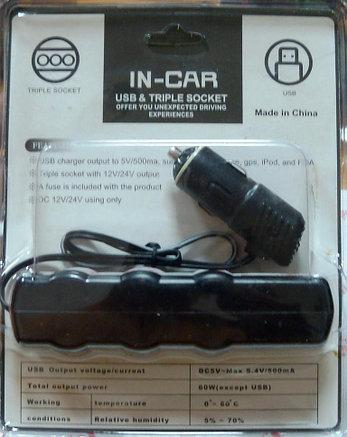 TRIPLE SOCKET
IN-CAR
USB & TRIPLE SOCKET
OFFER YOU UNEXPECTED DRIVING
EXPERIENCES
USB
Made in China
USB charger output to 5V/500ma, gps, iPod, and
Triple socket with 12V/24V output
A fuse is included with the product
DC 12V/24V using only
USB Output voltage/current DC5V~Max 5.4V/500mA
Total output power 60W(except USB)
Working temperature 0°~ 60°C
conditions Relative humidity 5% ~ 70%